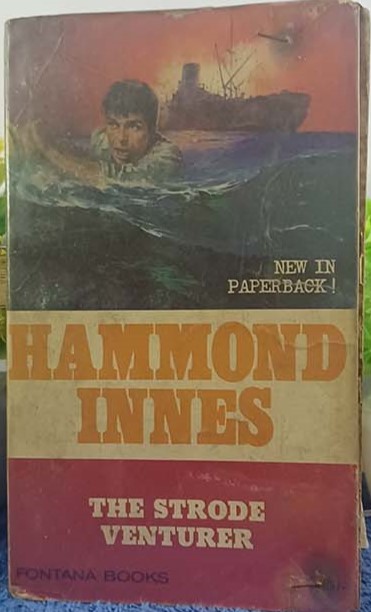 NEW IN
PAPERBACK!
HAMMOND
INNES
THE STRODE
VENTURER
FONTANA BOOKS